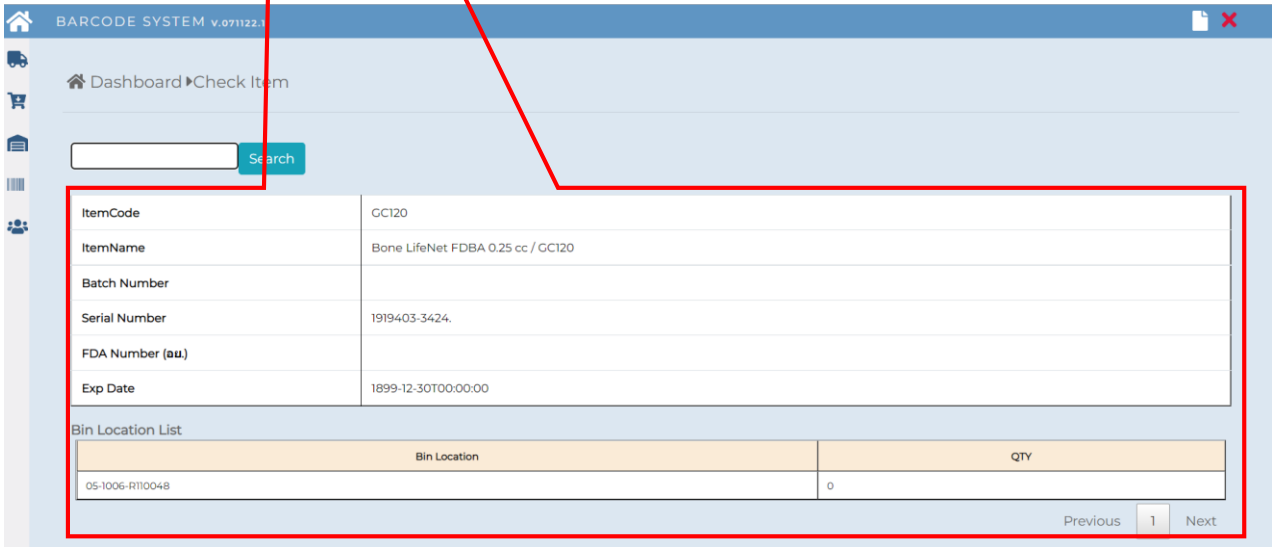 BARCODE SYSTEM V.071122.1
Dashboard Check Item
Search
ItemCode GC120
ItemName Bone LifeNet FDBA 0.25 cc / GC120
Batch Number
Serial Number 1919403-3424.
FDA Number (อย.)
Exp Date 1899-12-30T00:00:00
Bin Location List
Bin Location QTY
05-1006-R110048 0
Previous 1 Next